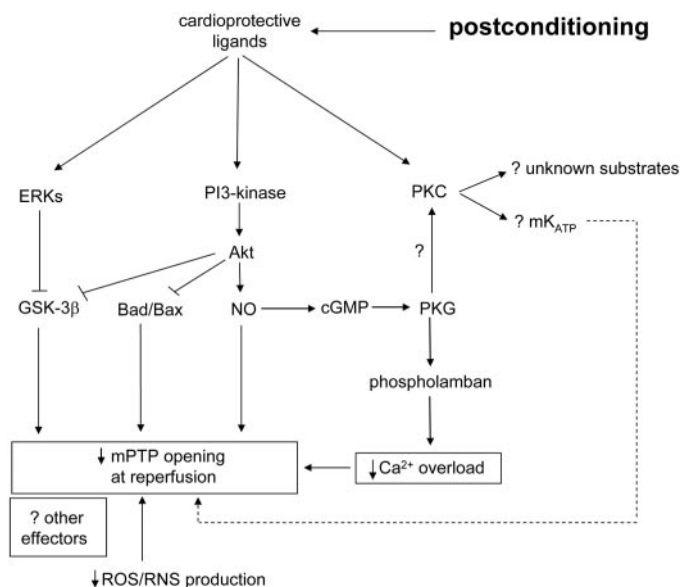 cardioprotective
ligands
postconditioning
ERKs
PI3-kinase
PKC
? unknown substrates
? mK_ATP
Akt
?
GSK-3β
Bad/Bax
NO
cGMP
PKG
phospholamban
↓ mPTP opening
at reperfusion
↓Ca²⁺ overload
? other
effectors
↓ROS/RNS production